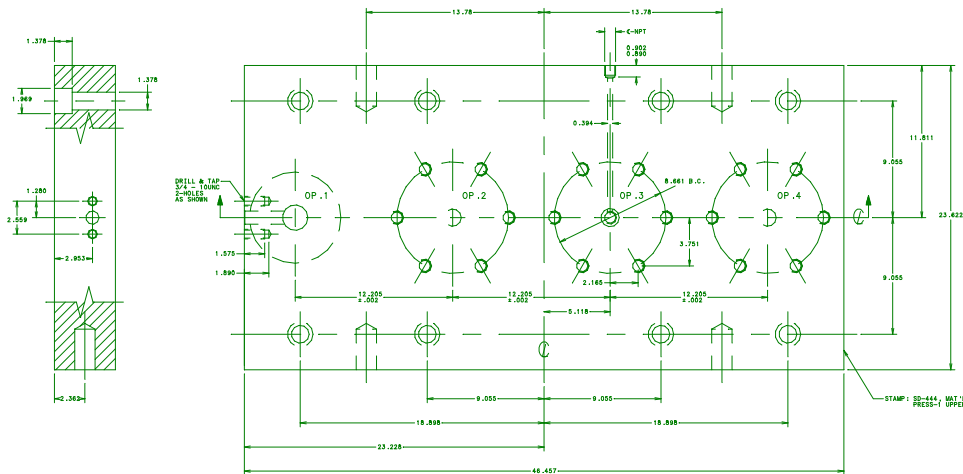 13.78
13.78
¢-NPT
0.902
0.890
1.378
1.378
1.969
0.394
11.811
9.055
DRILL & TAP
3/4 - 10UNC
2-HOLES
AS SHOWN
OP.1
OP.2
OP.3
8.661 B.C.
OP.4
1.280
2.559
23.622
3.751
2.953
1.575
1.890
2.165
12.205
±.002
12.205
±.002
12.205
±.002
5.118
9.055
2.362
9.055
9.055
STAMP: SD-444, MAT'
PRESS-1 UPPE
18.898
18.898
23.228
46.457